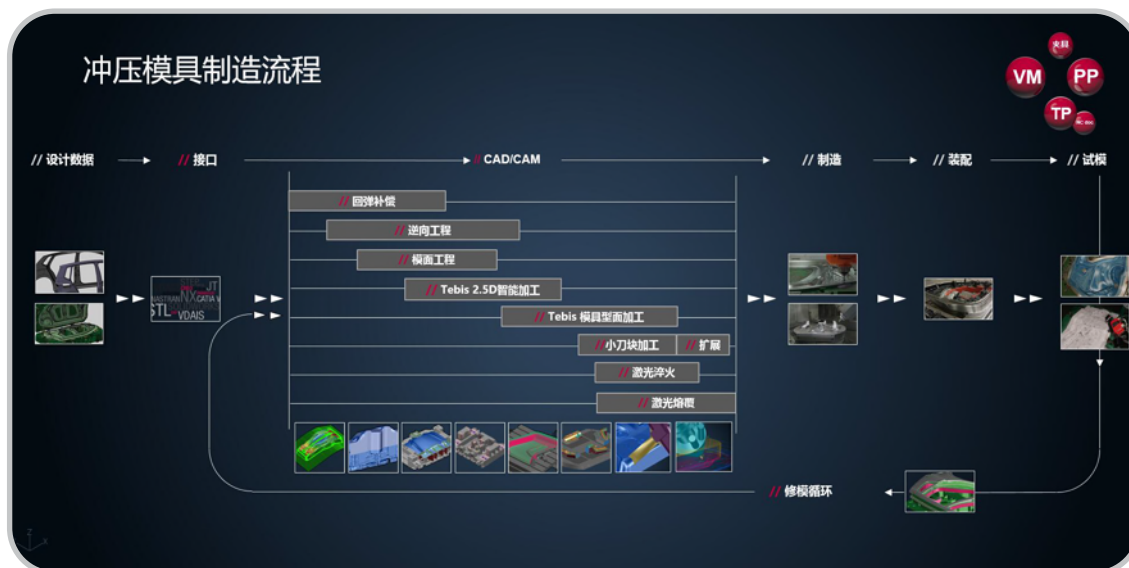 冲压模具制造流程
夹具
VM
PP
TP
// 设计数据
// 接口
// CAD/CAM
// 制造
// 装配
// 试模
// 回弹补偿
// 逆向工程
// 模面工程
// Tebis 2.5D智能加工
// Tebis 模具型面加工
// 小刀块加工
// 扩展
// 激光淬火
// 激光熔覆
JT
NASTRAN NX CATIA V
STL
VDAIS
// 修模循环
Z
X